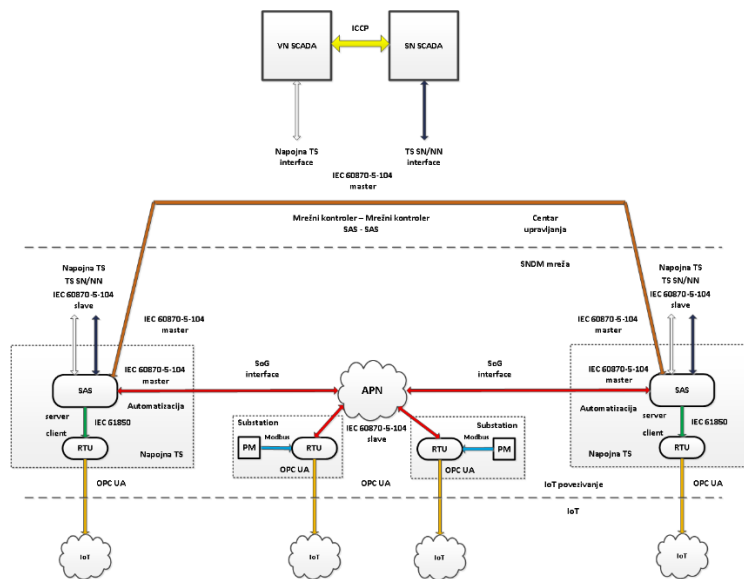 ICCP
VN SCADA
SN SCADA
Napojna TS
interface
TS SN/NN
interface
IEC 60870-5-104
master
Mrežni kontroler – Mrežni kontroler
SAS - SAS
Centar
upravljanja
SNDM mreža
Napojna TS
TS SN/NN
IEC 60870-5-104
slave
Napojna TS
TS SN/NN
IEC 60870-5-104
slave
IEC 60870-5-104
master
IEC 60870-5-104
master
IEC 60870-5-104
master
SoG
interface
SoG
interface
IEC 60870-5-104
master
SAS
APN
SAS
Automatizacija
Automatizacija
server
IEC 61850
client
RTU
Napojna TS
Substation
Modbus
PM
RTU
IEC 60870-5-104
slave
Substation
Modbus
RTU
PM
server
IEC 61850
client
RTU
Napojna TS
OPC UA
OPC UA
OPC UA
OPC UA
OPC UA
IoT povezivanje
IoT
IoT
IoT
IoT
IoT